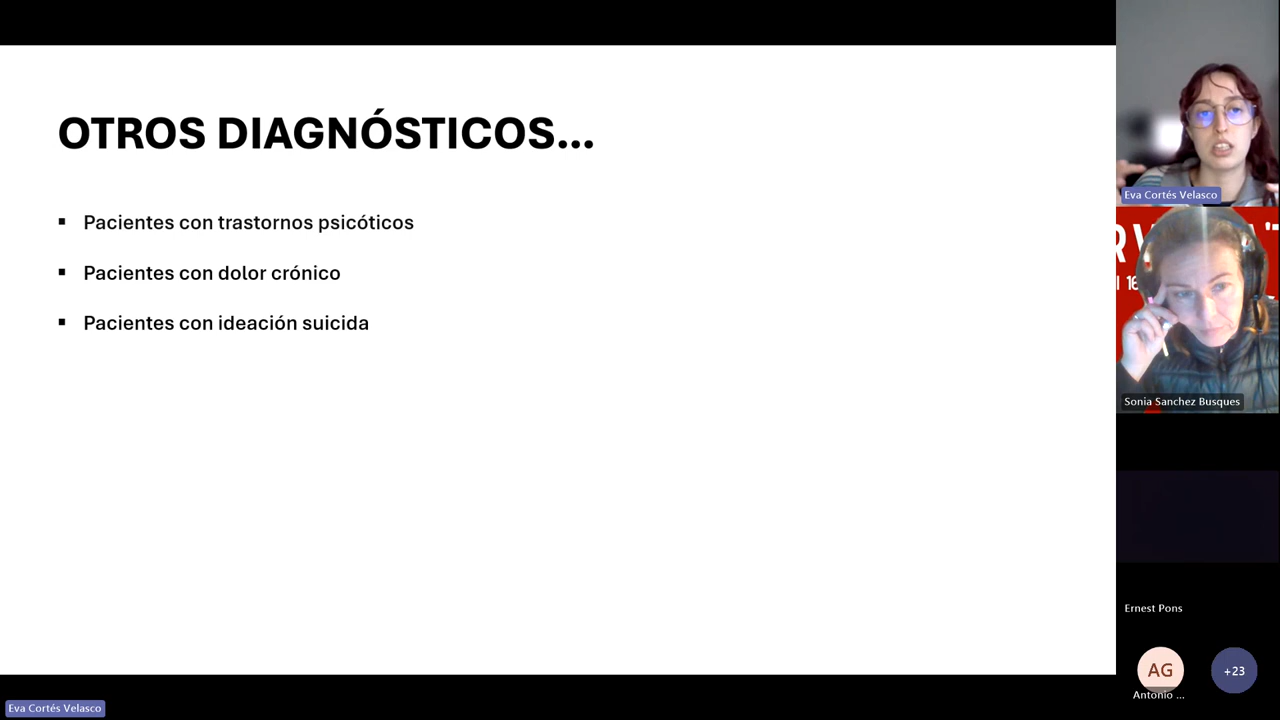 OTROS DIAGNÓSTICOS...
▪ Pacientes con trastornos psicóticos
▪ Pacientes con dolor crónico
▪ Pacientes con ideación suicida
Eva Cortés Velasco
Eva Cortés Velasco
Sonia Sanchez Busques
Ernest Pons
AG
Antonio ...
+23